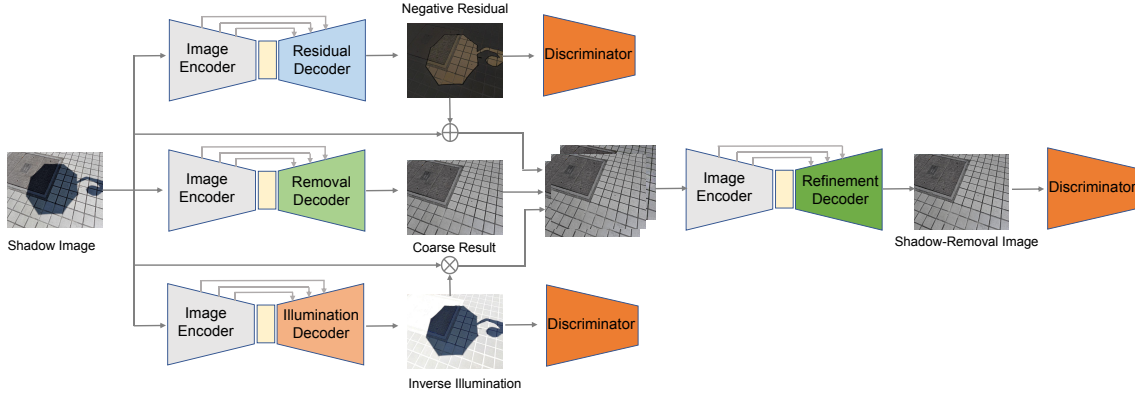 Negative Residual
Image
Encoder
Residual
Decoder
Discriminator
Shadow Image
Image
Encoder
Removal
Decoder
Coarse Result
Image
Encoder
Refinement
Decoder
Shadow-Removal Image
Discriminator
Image
Encoder
Illumination
Decoder
Inverse Illumination
Discriminator